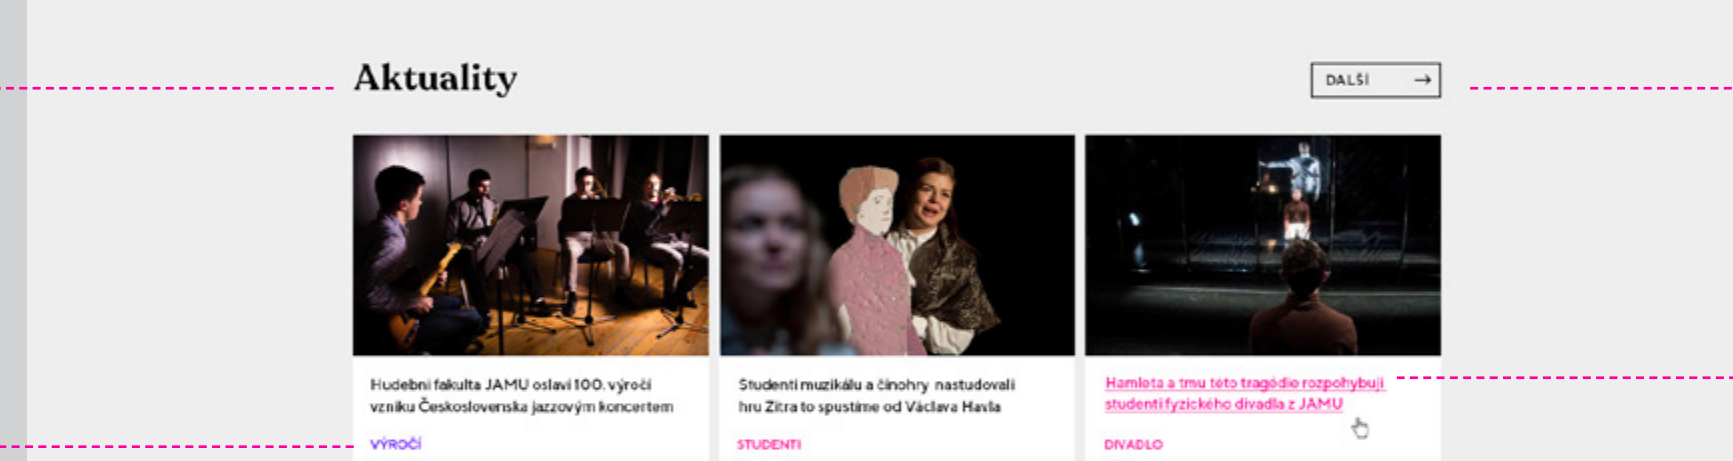 Aktuality
DALŠÍ →
Hudební fakulta JAMU oslaví 100. výročí
vzniku Československa jazzovým koncertem
VÝROČÍ
Studenti muzikálu a činohry nastudovali
hru Zítra to spustíme od Václava Havla
STUDENTI
Hamleta a tmu této tragédie rozpohybují
studenti fyzického divadla z JAMU
DIVADLO